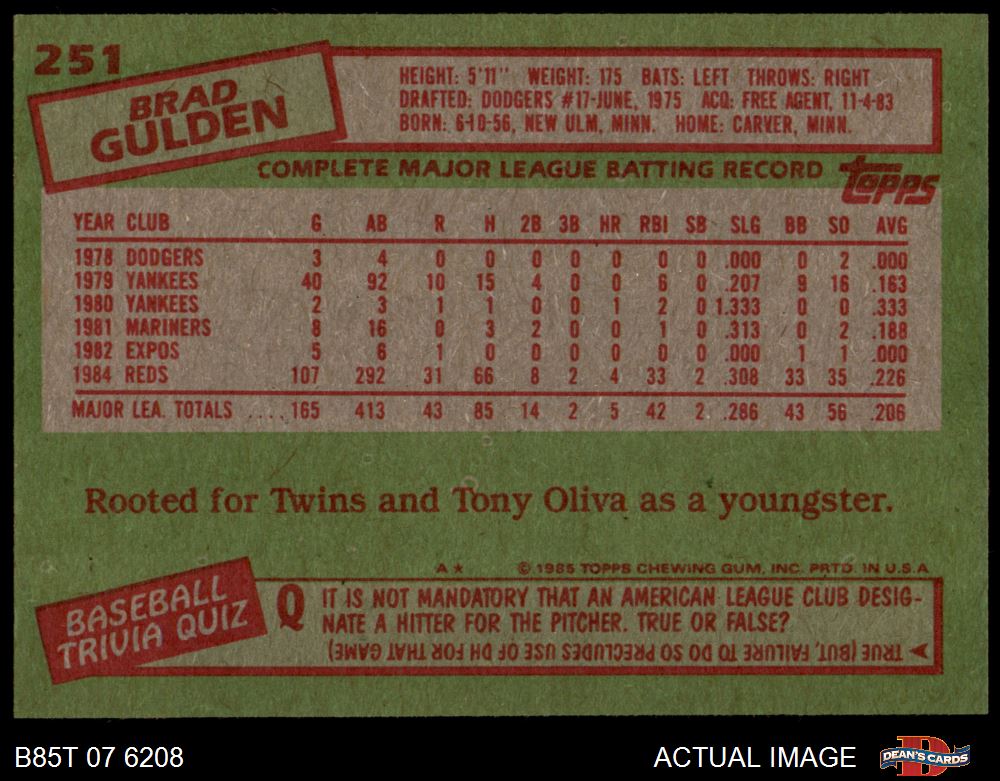 251
BRAD
GULDEN
HEIGHT: 5'11" WEIGHT: 175 BATS: LEFT THROWS: RIGHT
DRAFTED: DODGERS #17-JUNE, 1975 ACQ: FREE AGENT, 11-4-83
BORN: 6-10-56, NEW ULM, MINN. HOME: CARVER, MINN.
COMPLETE MAJOR LEAGUE BATTING RECORD
topps
YEAR CLUB G AB R H 2B 3B HR RBI SB SLG BB SO AVG
1978 DODGERS 3 4 0 0 0 0 0 0 0 .000 0 2 .000
1979 YANKEES 40 92 10 15 4 0 0 6 0 .207 9 16 .163
1980 YANKEES 2 3 1 1 0 0 1 2 0 1.333 0 0 .333
1981 MARINERS 8 16 0 3 2 0 0 1 0 .313 0 2 .188
1982 EXPOS 5 6 1 0 0 0 0 0 0 .000 1 1 .000
1984 REDS 107 292 31 66 8 2 4 33 2 .308 33 35 .226
MAJOR LEA. TOTALS .... 165 413 43 85 14 2 5 42 2 .286 43 56 .206
Rooted for Twins and Tony Oliva as a youngster.
A★ © 1985 TOPPS CHEWING GUM, INC. PRTD. IN U.S.A
BASEBALL
TRIVIA QUIZ
Q IT IS NOT MANDATORY THAT AN AMERICAN LEAGUE CLUB DESIG-
NATE A HITTER FOR THE PITCHER. TRUE OR FALSE?
TRUE (BUT, FAILURE TO DO SO PRECLUDES USE OF DH FOR THAT GAME)
B85T 07 6208
ACTUAL IMAGE
D
DEAN'S CARDS